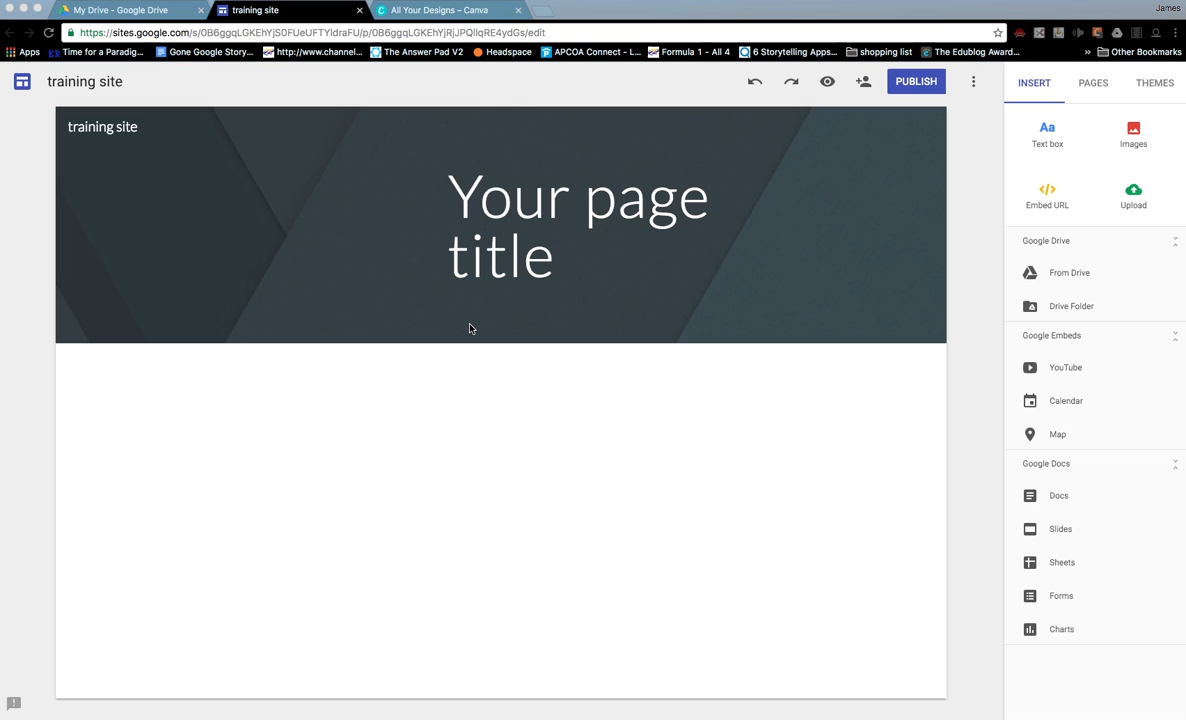 My Drive - Google Drive
training site
All Your Designs – Canva
James
https://sites.google.com/s/0B6ggqLGKEhYjS0FUeUFTYldraFU/p/0B6ggqLGKEhYjRjJPQllqRE4ydGs/edit
Apps
Time for a Paradig...
Gone Google Story...
http://www.channel...
The Answer Pad V2
Headspace
APCOA Connect - L...
Formula 1 - All 4
6 Storytelling Apps...
shopping list
The Edublog Award...
»
Other Bookmarks
training site
PUBLISH
INSERT
PAGES
THEMES
training site
Your page
title
Aa
Text box
Images
Embed URL
Upload
Google Drive
From Drive
Drive Folder
Google Embeds
YouTube
Calendar
Map
Google Docs
Docs
Slides
Sheets
Forms
Charts